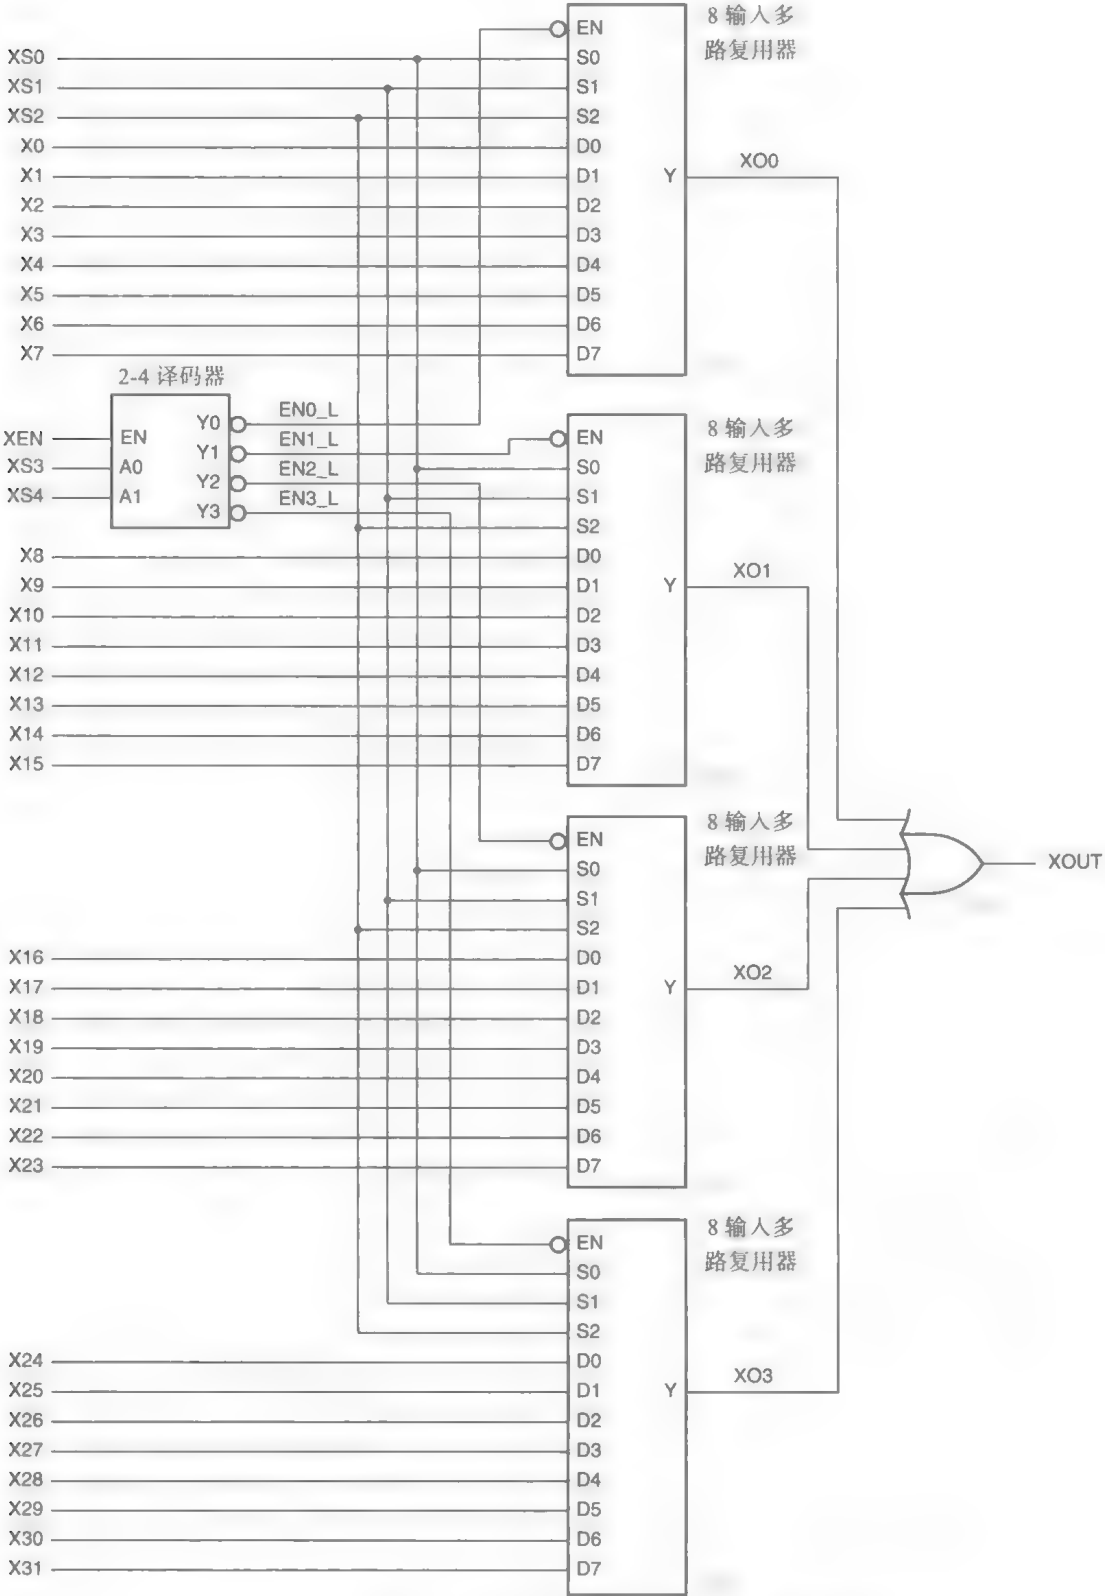 8 输入多
路复用器
EN
XS0
S0
XS1
S1
XS2
S2
X0
D0
X1
D1
Y
XO0
X2
D2
X3
D3
X4
D4
X5
D5
X6
D6
X7
D7
2-4 译码器
XEN
EN
XS3
A0
XS4
A1
Y0
EN0_L
Y1
EN1_L
Y2
EN2_L
Y3
EN3_L
8 输入多
路复用器
EN
S0
S1
S2
X8
D0
X9
D1
Y
XO1
X10
D2
X11
D3
X12
D4
X13
D5
X14
D6
X15
D7
8 输入多
路复用器
EN
S0
S1
S2
XOUT
X16
D0
X17
D1
Y
XO2
X18
D2
X19
D3
X20
D4
X21
D5
X22
D6
X23
D7
8 输入多
路复用器
EN
S0
S1
S2
X24
D0
X25
D1
Y
XO3
X26
D2
X27
D3
X28
D4
X29
D5
X30
D6
X31
D7